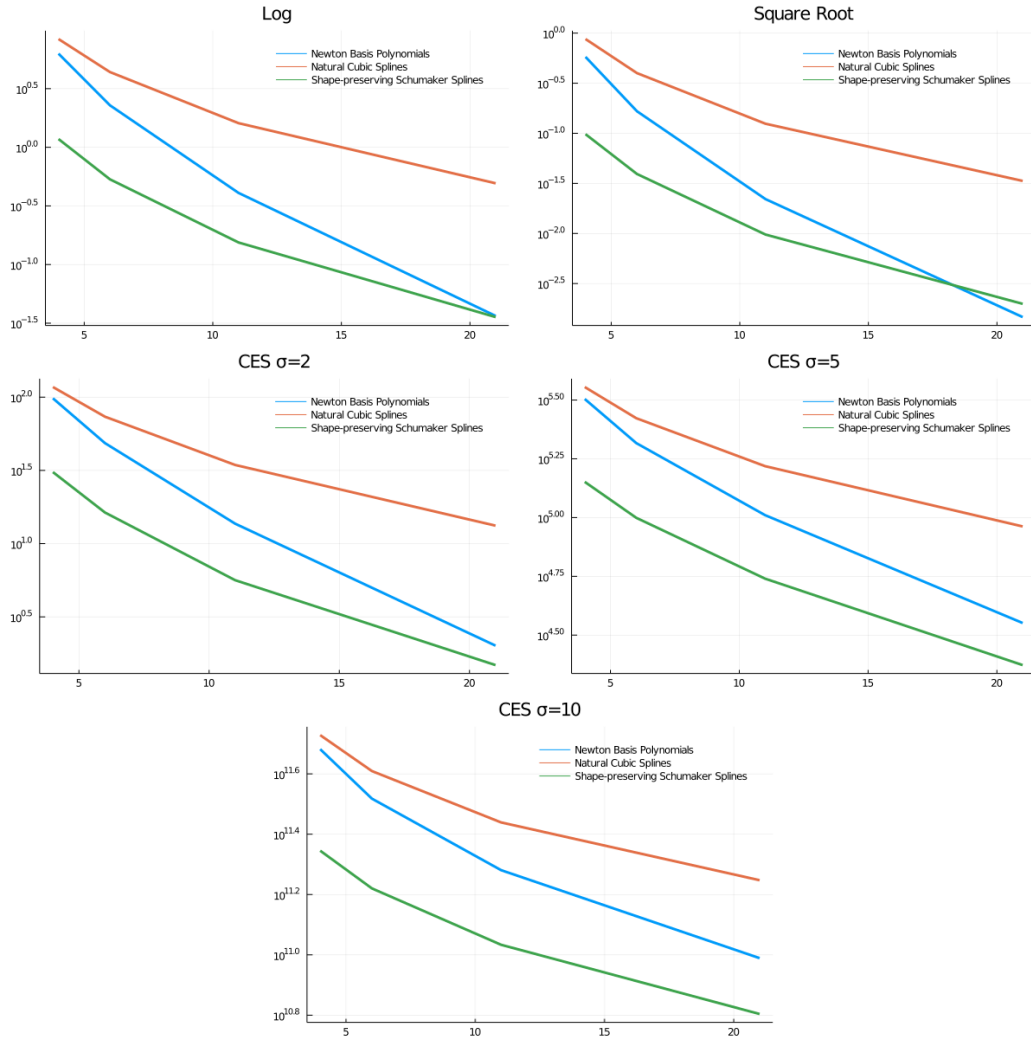 Log
Newton Basis Polynomials
Natural Cubic Splines
Shape-preserving Schumaker Splines
10^0.5
10^0.0
10^-0.5
10^-1.0
10^-1.5
5 10 15 20
Square Root
Newton Basis Polynomials
Natural Cubic Splines
Shape-preserving Schumaker Splines
10^0.0
10^-0.5
10^-1.0
10^-1.5
10^-2.0
10^-2.5
5 10 15 20
CES σ=2
Newton Basis Polynomials
Natural Cubic Splines
Shape-preserving Schumaker Splines
10^2.0
10^1.5
10^1.0
10^0.5
5 10 15 20
CES σ=5
Newton Basis Polynomials
Natural Cubic Splines
Shape-preserving Schumaker Splines
10^5.50
10^5.25
10^5.00
10^4.75
10^4.50
5 10 15 20
CES σ=10
Newton Basis Polynomials
Natural Cubic Splines
Shape-preserving Schumaker Splines
10^11.6
10^11.4
10^11.2
10^11.0
10^10.8
5 10 15 20